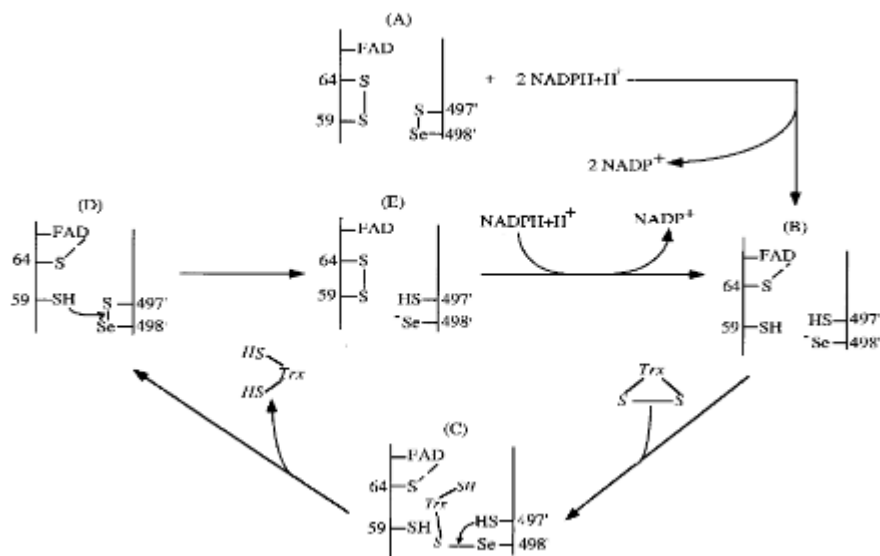 (A)
FAD
64 S
+ 2 NADPH+H+
S 497'
59 S
Se 498'
2 NADP+
(D)
(E)
(B)
FAD
FAD
NADPH+H+
NADP+
FAD
64 S
64 S
64 S
59 SH
S 497'
59 S
HS 497'
HS 497'
Se 498'
-Se 498'
59 SH
-Se 498'
HS
Trx
HS
Trx
S S
(C)
FAD
64 S
SH
Trx
59 SH
HS 497'
S Se 498'